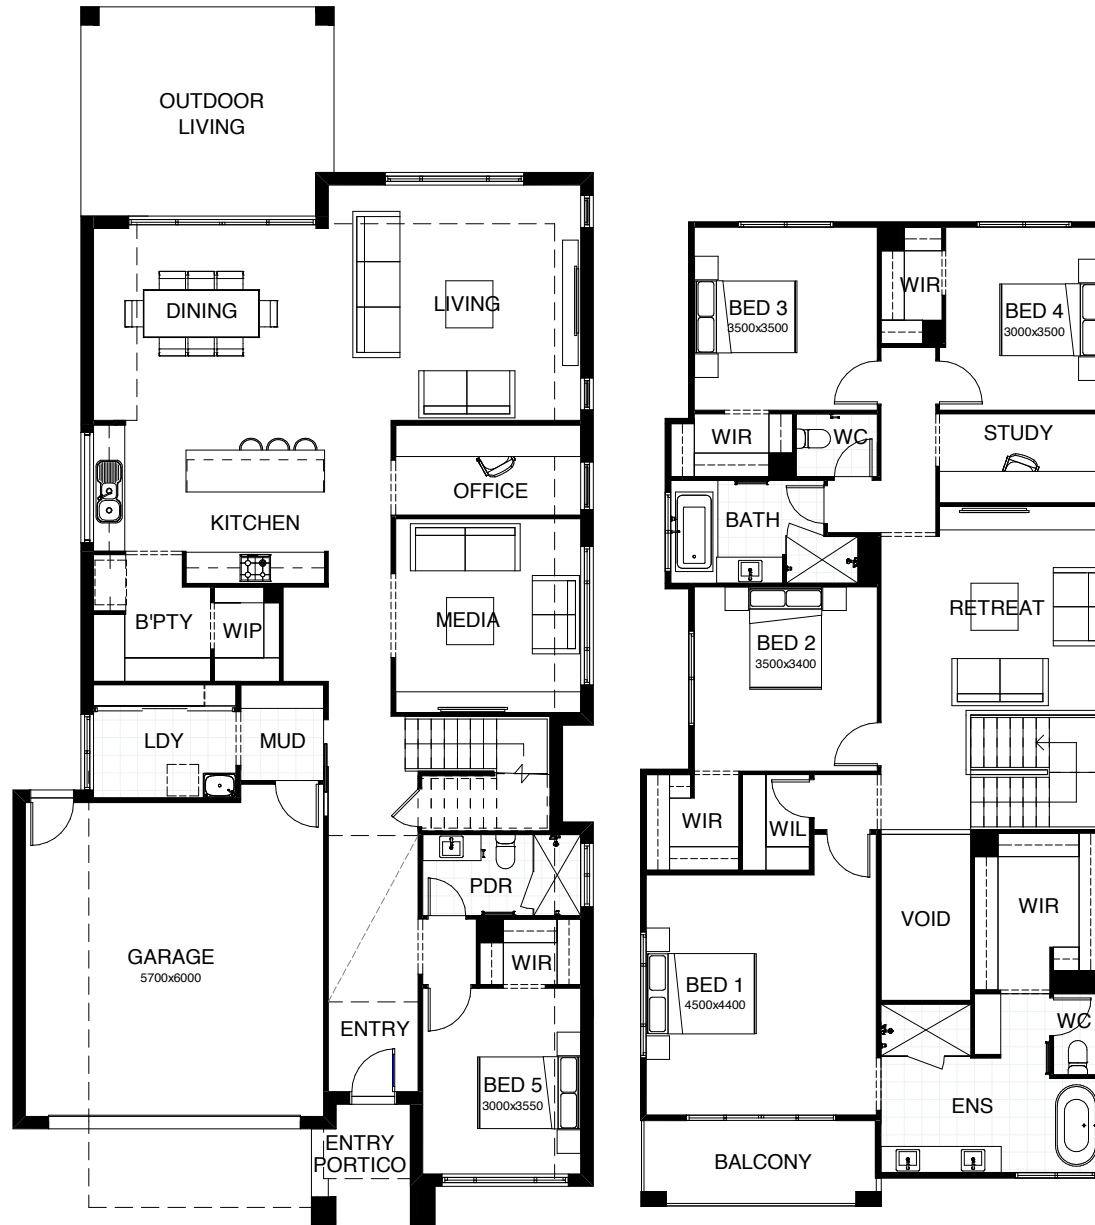 OUTDOOR
LIVING
DINING
LIVING
OFFICE
KITCHEN
MEDIA
B'PTY
WIP
LDY
MUD
PDR
GARAGE
5700x6000
WIR
ENTRY
BED 5
3000x3550
ENTRY
PORTICO
BED 3
3500x3500
WIR
BED 4
3000x3500
WIR
WC
STUDY
BATH
RETREAT
BED 2
3500x3400
WIR
WIL
VOID
WIR
BED 1
4500x4400
WC
ENS
BALCONY